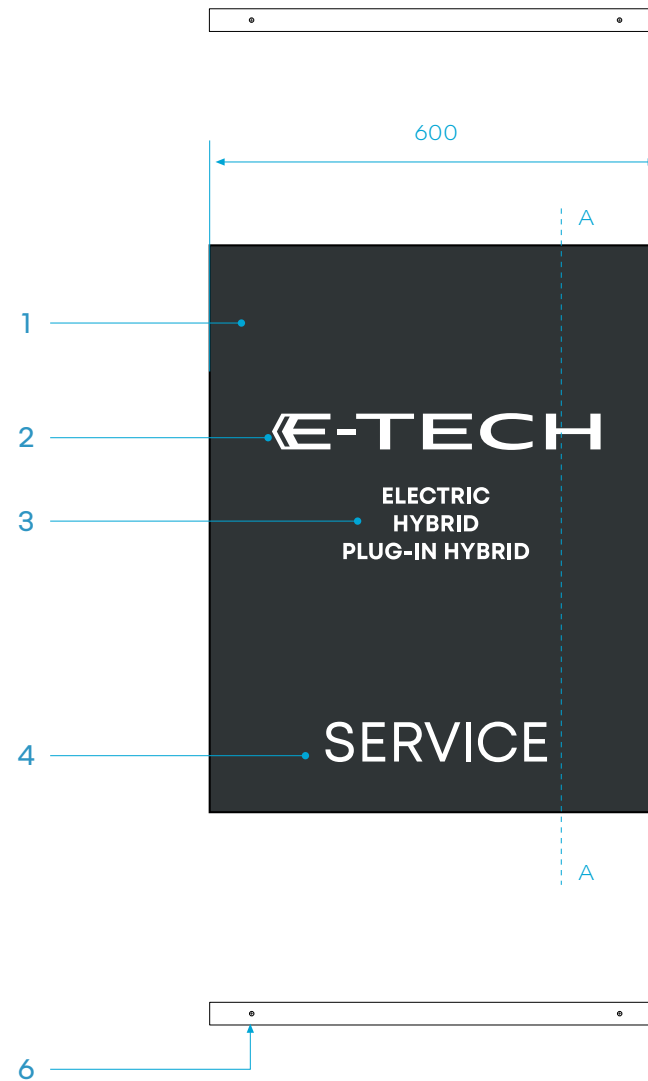 600
A
1
2
E-TECH
ELECTRIC
3
HYBRID
PLUG-IN HYBRID
4
SERVICE
A
6